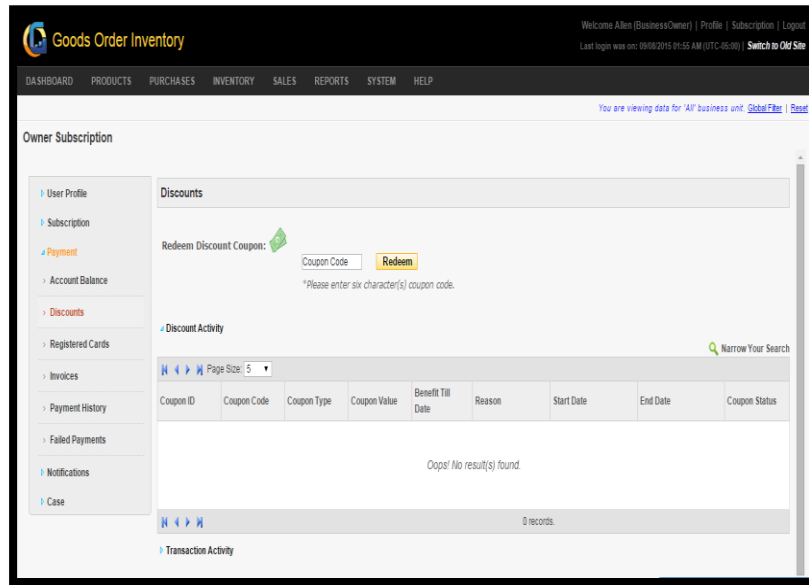 Welcome Allen (BusinessOwner) | Profile | Subscription | Logout
Goods Order Inventory
Last login was on: 09/08/2015 01:55 AM (UTC-05:00) | Switch to Old Site
DASHBOARD PRODUCTS PURCHASES INVENTORY SALES REPORTS SYSTEM HELP
You are viewing data for 'All' business unit. Global Filter | Reset
Owner Subscription
User Profile
Subscription
Payment
Account Balance
Discounts
Registered Cards
Invoices
Payment History
Failed Payments
Notifications
Case
Discounts
Redeem Discount Coupon:
Coupon Code Redeem
*Please enter six character(s) coupon code.
Discount Activity
Narrow Your Search
Page Size: 5
Coupon ID Coupon Code Coupon Type Coupon Value Benefit Till Date Reason Start Date End Date Coupon Status
Oops! No result(s) found.
0 records.
Transaction Activity